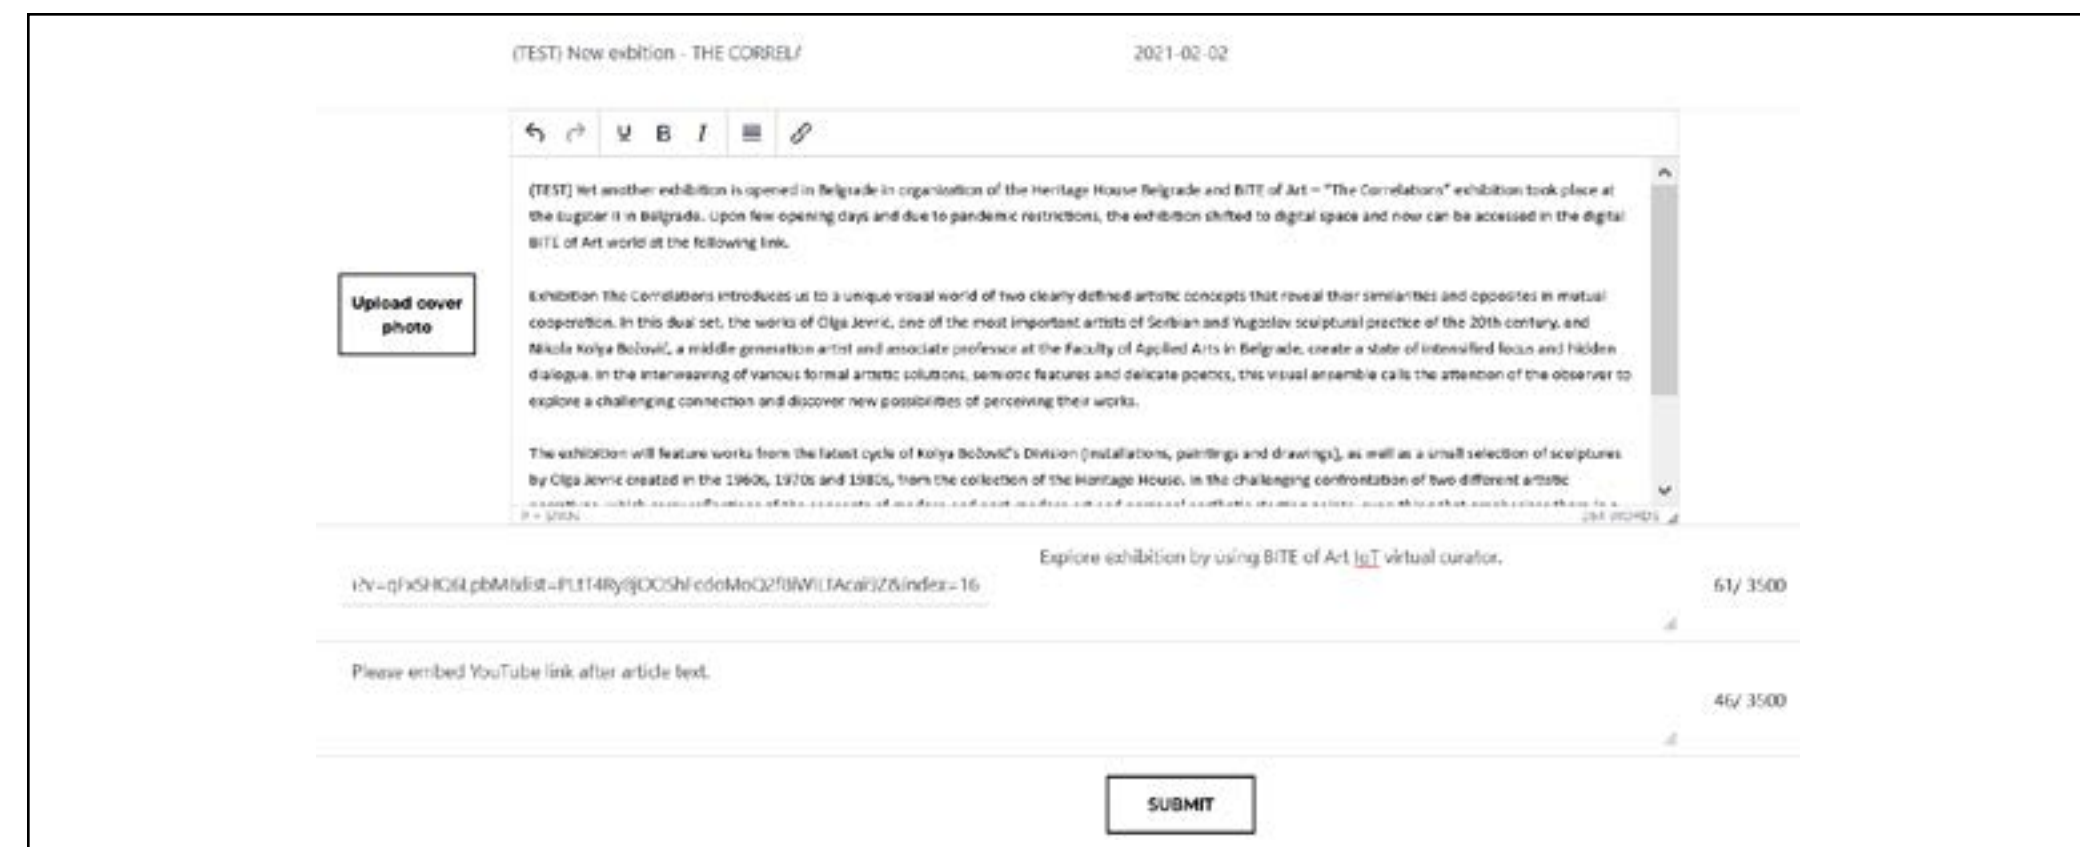 (TEST) New exbition - THE CORREL
2021-02-02
(TEST) Yet another exhibition is opened in Belgrade in organization of the Heritage House Belgrade and BITE of Art – "The Correlations" exhibition took place at
the in Belgrade. Upon few opening days and due to pandemic restrictions, the exhibition shifted to digital space and now can be accessed in the digital
BITE of Art world at the following link.
Upload cover
photo
Exhibition The Correlations introduces us to a unique visual world of two clearly defined artistic concepts that reveal their similarities and opposites in mutual
cooperation. In this dual set, the works of Olga Jevrić, one of the most important artists of Serbian and Yugoslav sculptural practice of the 20th century, and
Nikola Kolya Božović, a middle generation artist and associate professor at the Faculty of Applied Arts in Belgrade, create a state of intensified focus and hidden
dialogue. In the interweaving of various formal artistic solutions, semiotic features and delicate poetics, this visual ensemble calls the attention of the observer to
explore a challenging connection and discover new possibilities of perceiving their works.
The exhibition will feature works from the latest cycle of Kolya Božović's Division (installations, paintings and drawings), as well as a small selection of sculptures
by Olga Jevric created in the 1960s, 1970s and 1980s, from the collection of the Heritage House. In the challenging confrontation of two different artistic
P » SPAN
WORDS
Explore exhibition by using BITE of Art IoT virtual curator.
61/ 3500
Please embed YouTube link after article text.
46/ 3500
SUBMIT